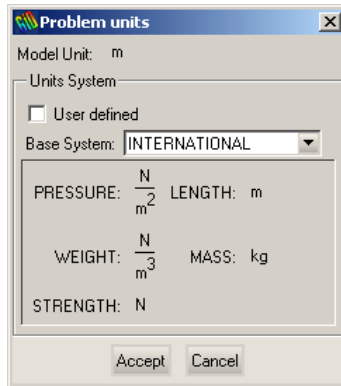 Problem units
Model Unit: m
Units System
User defined
Base System: INTERNATIONAL
PRESSURE: N/m² LENGTH: m
WEIGHT: N/m³ MASS: kg
STRENGTH: N
Accept Cancel